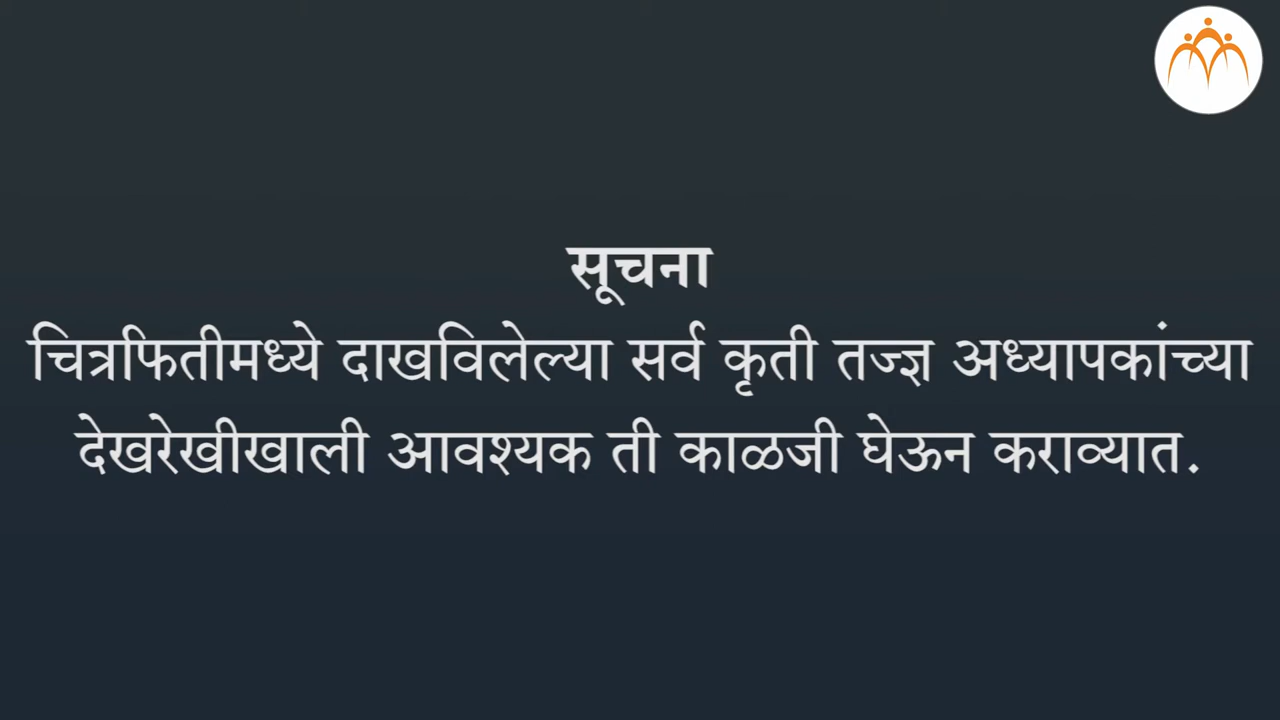 सूचना
चित्रफितीमध्ये दाखविलेल्या सर्व कृती तज्ज्ञ अध्यापकांच्या
देखरेखीखाली आवश्यक ती काळजी घेऊन कराव्यात.